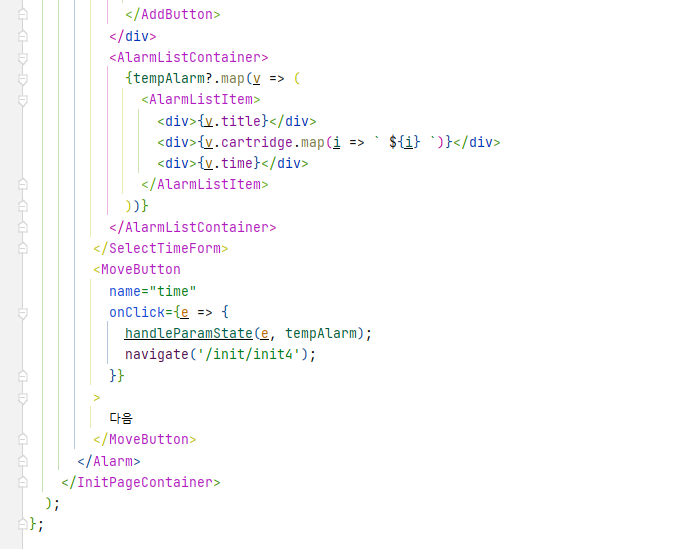 </AddButton>
          </div>
          <AlarmListContainer>
            {tempAlarm?.map(v => (
              <AlarmListItem>
                <div>{v.title}</div>
                <div>{v.cartridge.map(i => ` ${i} `)}</div>
                <div>{v.time}</div>
              </AlarmListItem>
            ))}
          </AlarmListContainer>
        </SelectTimeForm>
        <MoveButton
          name="time"
          onClick={e => {
            handleParamState(e, tempAlarm);
            navigate('/init/init4');
          }}
        >
          다음
        </MoveButton>
      </Alarm>
    </InitPageContainer>
  );
};